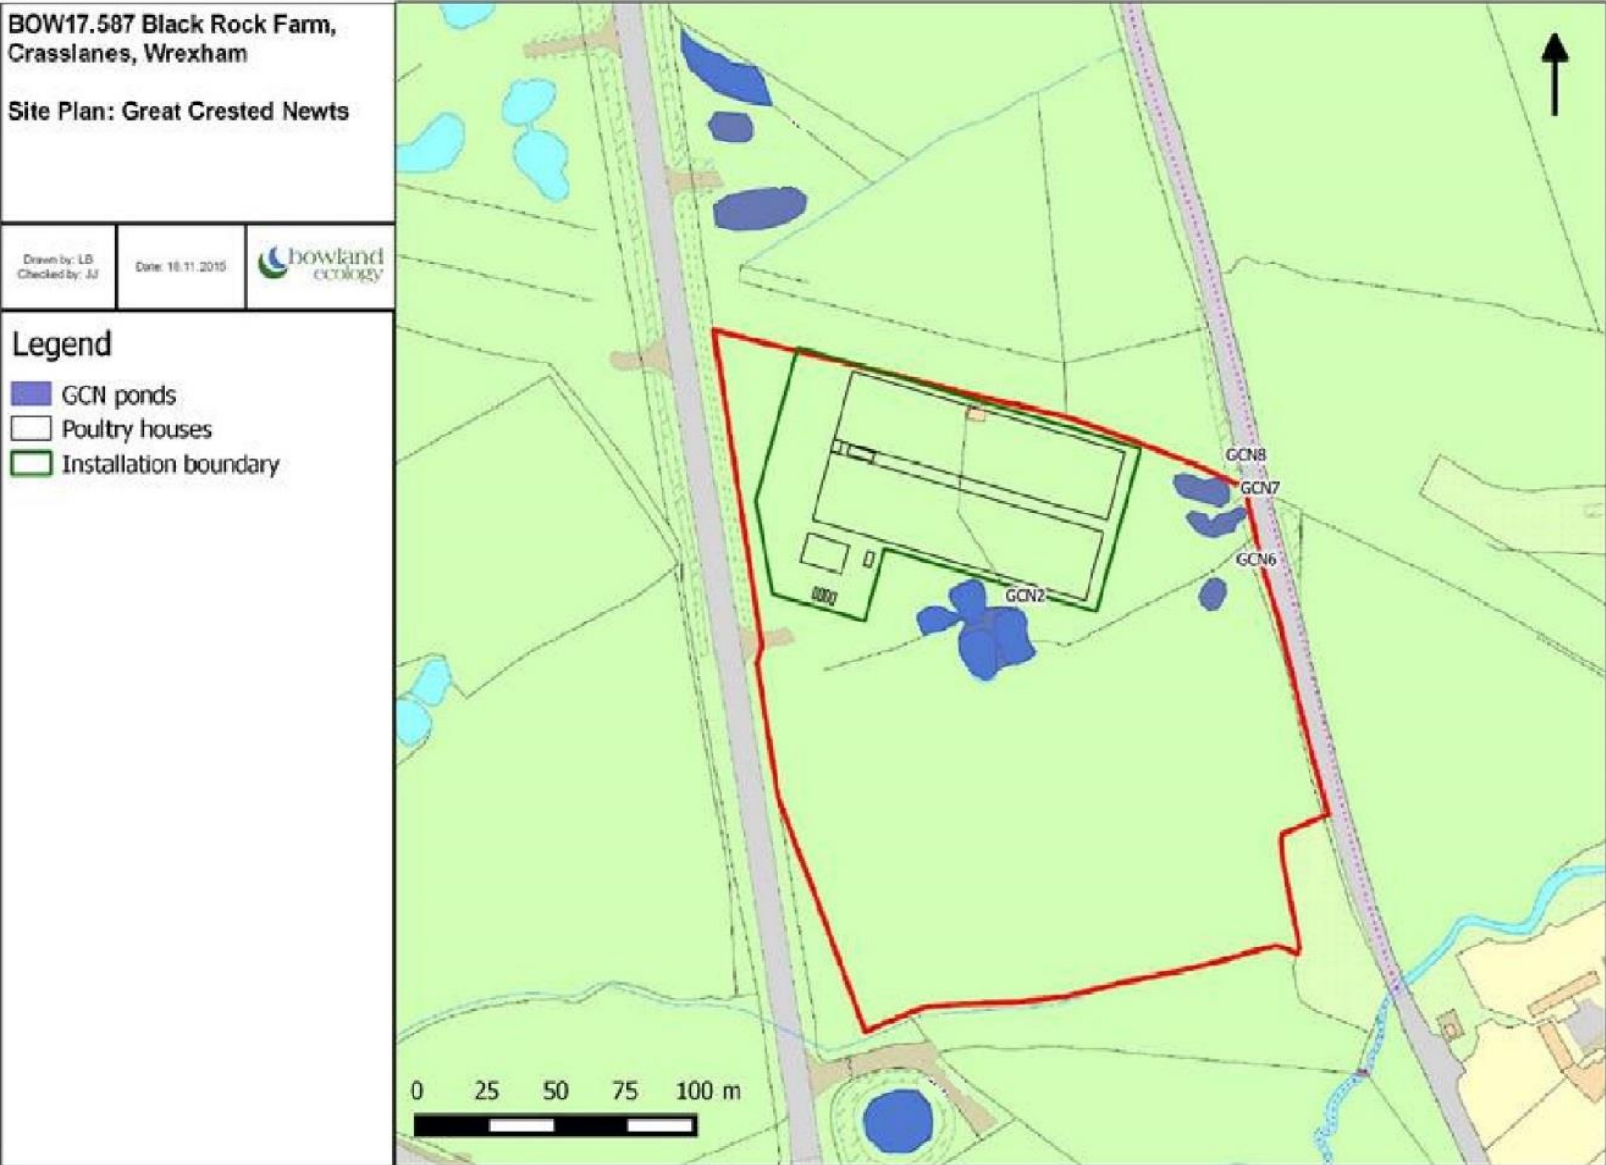 BOW17.587 Black Rock Farm,
Crasslanes, Wrexham
Site Plan: Great Crested Newts
Drawn by: LB
Checked by: JJ
Date: 16.11.2015
bowland
ecology
Legend
GCN ponds
Poultry houses
Installation boundary
GCN8
GCN7
GCN6
GCN2
0 25 50 75 100 m